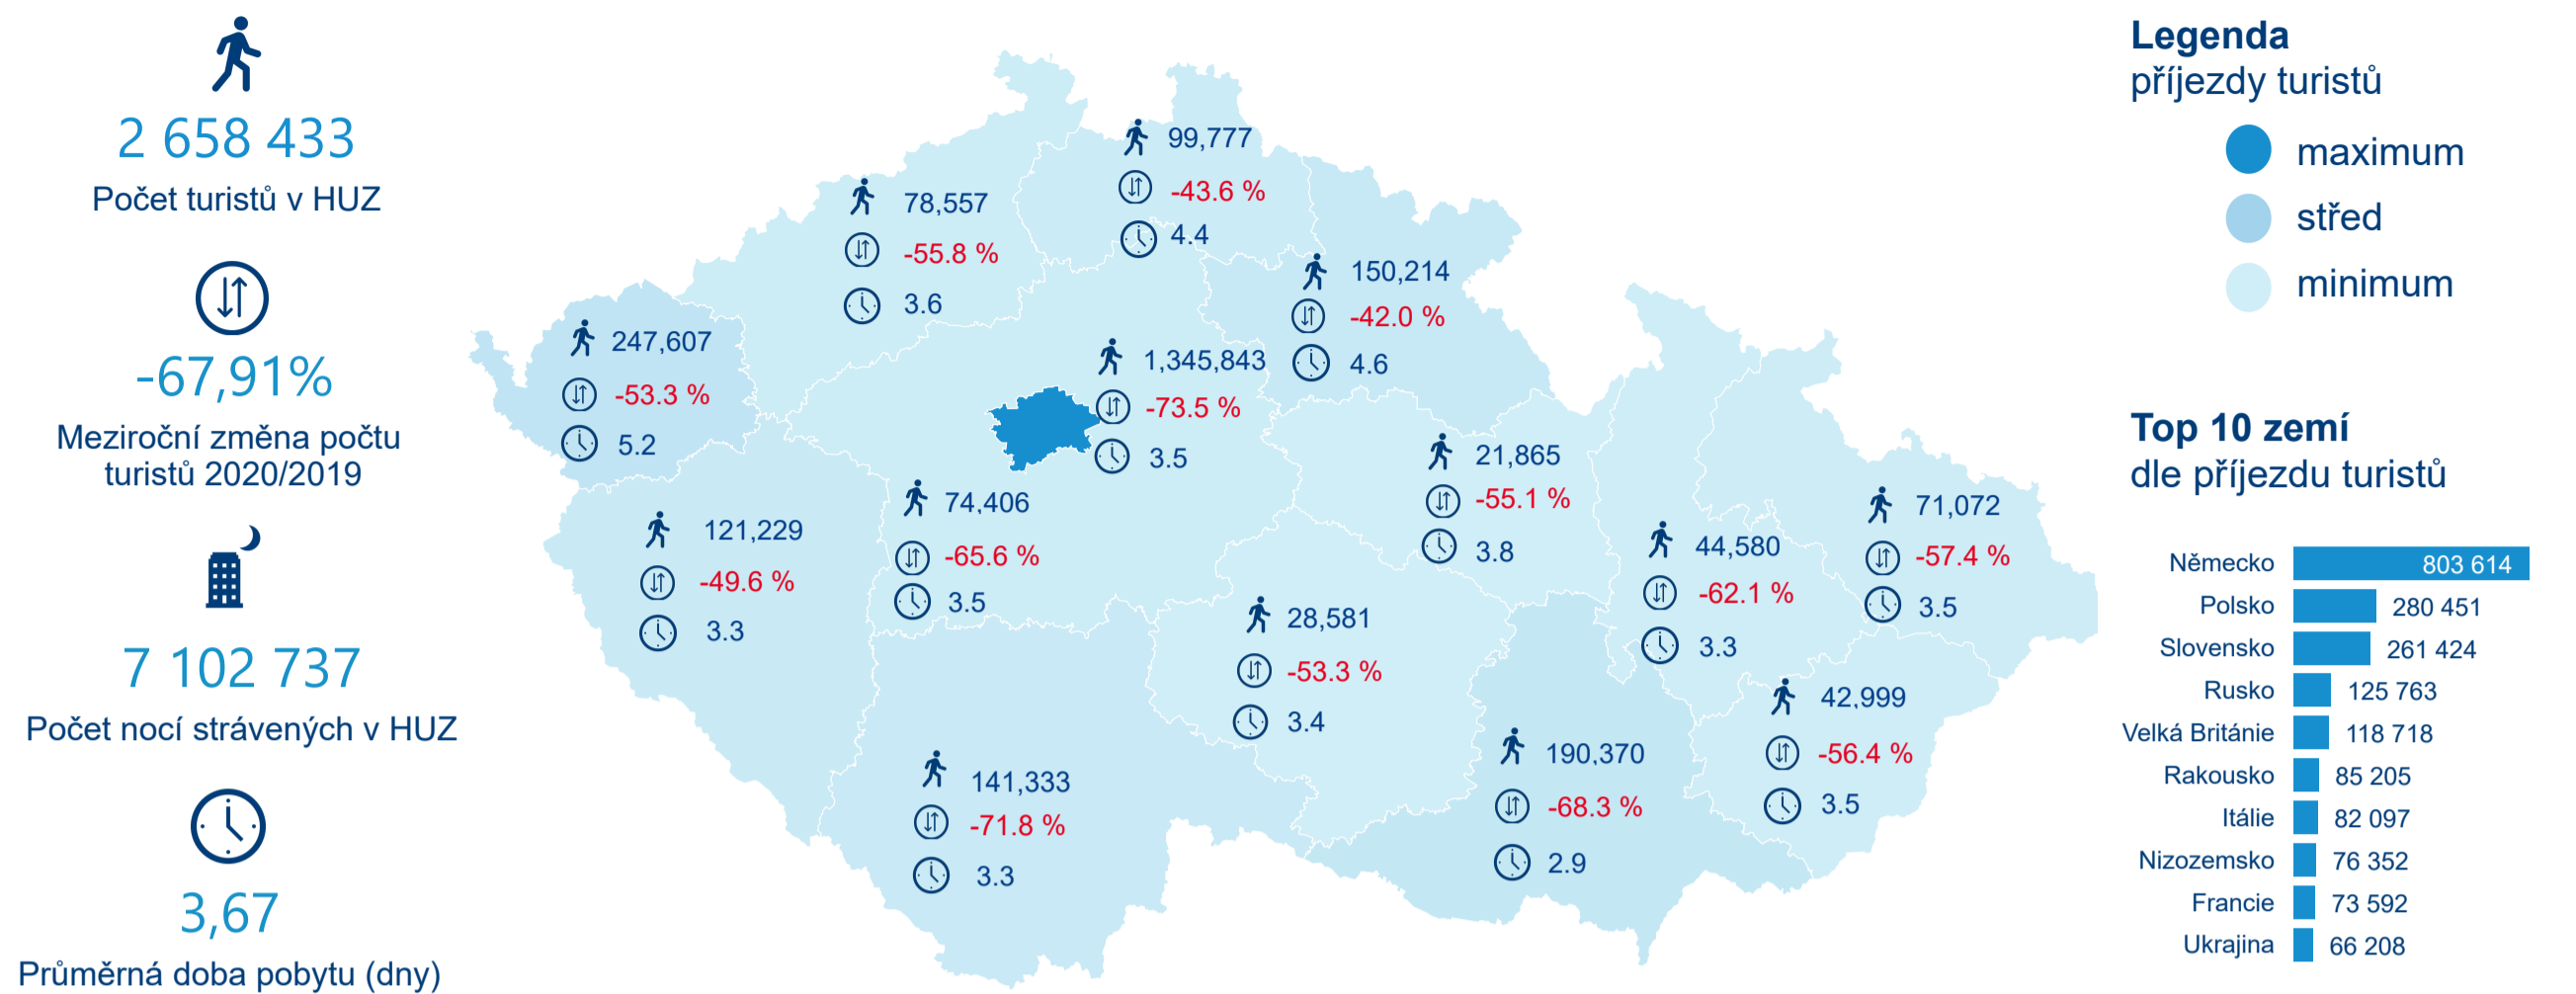 2 658 433
Počet turistů v HUZ
-67,91%
Meziroční změna počtu
turistů 2020/2019
7 102 737
Počet nocí strávených v HUZ
3,67
Průměrná doba pobytu (dny)
99,777
-43.6 %
4.4
78,557
-55.8 %
3.6
150,214
-42.0 %
4.6
247,607
-53.3 %
5.2
1,345,843
-73.5 %
3.5
21,865
-55.1 %
3.8
74,406
-65.6 %
3.5
121,229
-49.6 %
3.3
71,072
-57.4 %
3.5
44,580
-62.1 %
3.3
28,581
-53.3 %
3.4
42,999
-56.4 %
3.5
190,370
-68.3 %
2.9
141,333
-71.8 %
3.3
Legenda
příjezdy turistů
maximum
střed
minimum
Top 10 zemí
dle příjezdu turistů
Německo 803 614
Polsko 280 451
Slovensko 261 424
Rusko 125 763
Velká Británie 118 718
Rakousko 85 205
Itálie 82 097
Nizozemsko 76 352
Francie 73 592
Ukrajina 66 208